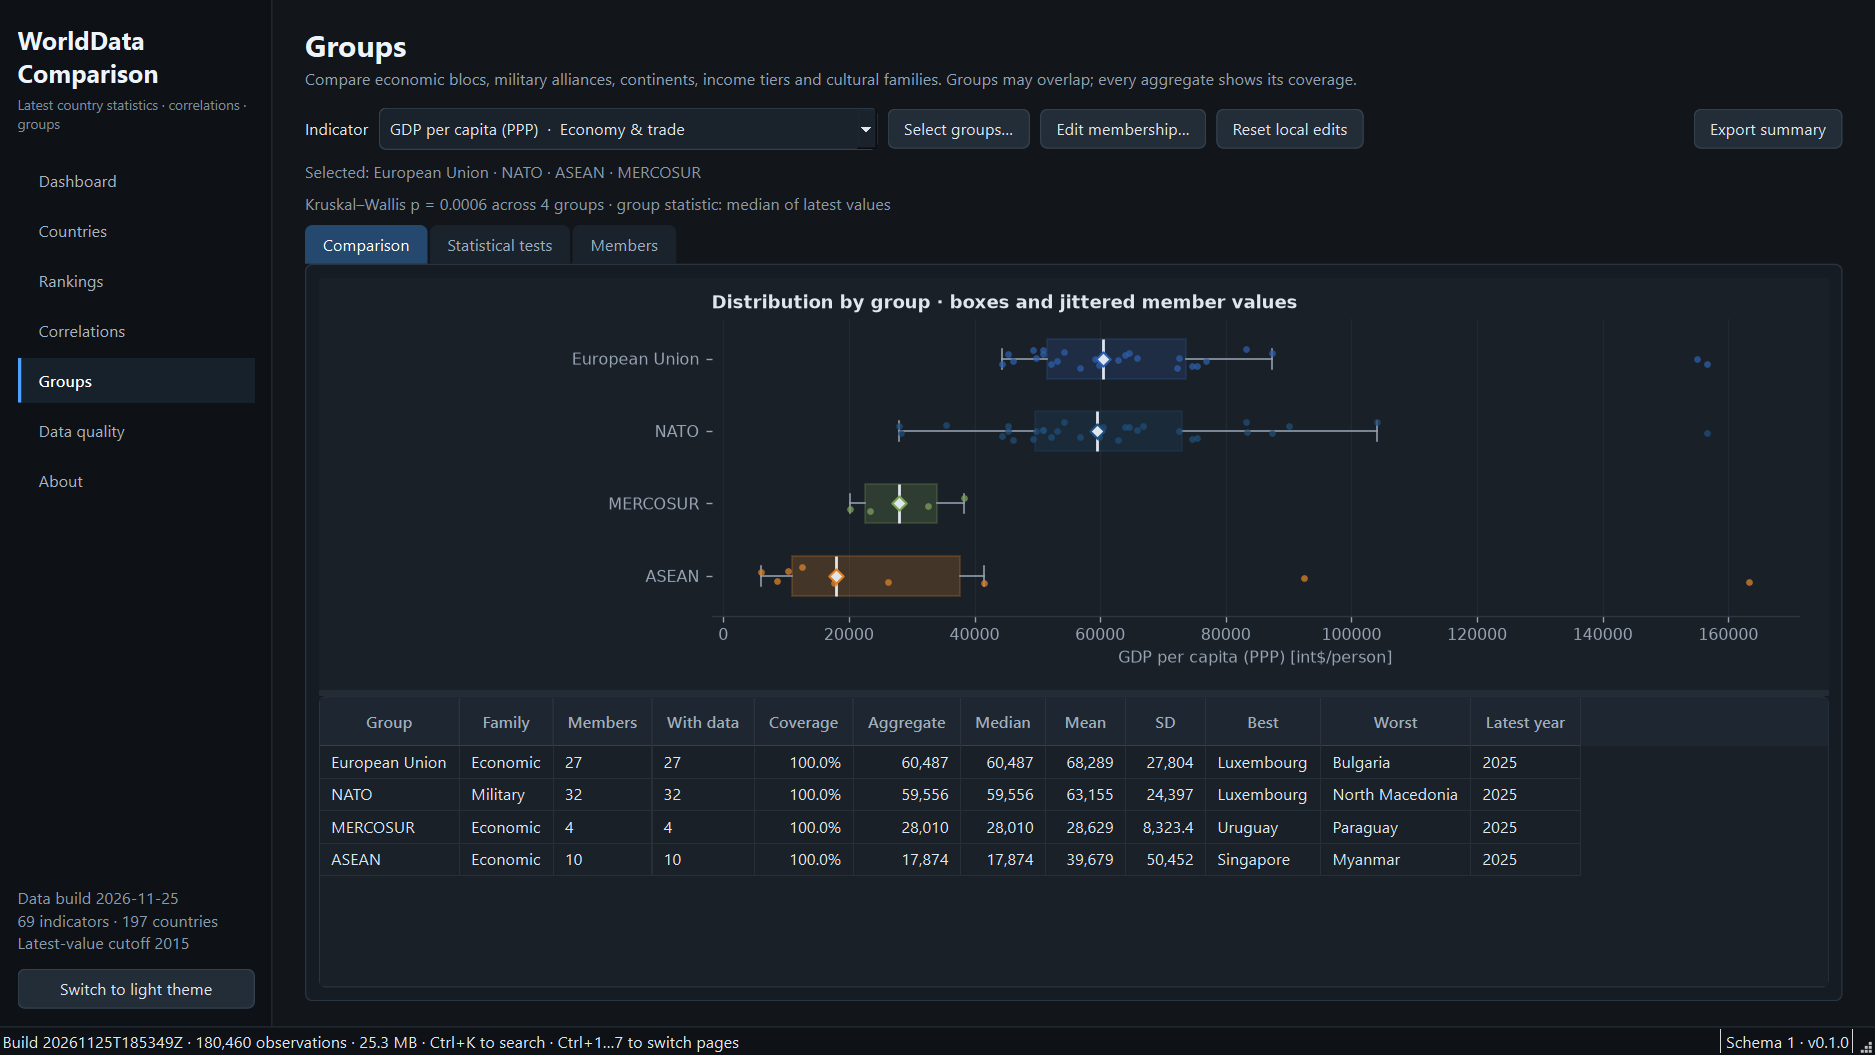 WorldData
Comparison
Latest country statistics · correlations ·
groups
Dashboard
Countries
Rankings
Correlations
Groups
Data quality
About
Data build 2026-11-25
69 indicators · 197 countries
Latest-value cutoff 2015
Switch to light theme
Groups
Compare economic blocs, military alliances, continents, income tiers and cultural families. Groups may overlap; every aggregate shows its coverage.
Indicator GDP per capita (PPP) · Economy & trade Select groups... Edit membership... Reset local edits Export summary
Selected: European Union · NATO · ASEAN · MERCOSUR
Kruskal–Wallis p = 0.0006 across 4 groups · group statistic: median of latest values
Comparison Statistical tests Members
Distribution by group · boxes and jittered member values
European Union
NATO
MERCOSUR
ASEAN
0 20000 40000 60000 80000 100000 120000 140000 160000
GDP per capita (PPP) [int$/person]
Group Family Members With data Coverage Aggregate Median Mean SD Best Worst Latest year
European Union Economic 27 27 100.0% 60,487 60,487 68,289 27,804 Luxembourg Bulgaria 2025
NATO Military 32 32 100.0% 59,556 59,556 63,155 24,397 Luxembourg North Macedonia 2025
MERCOSUR Economic 4 4 100.0% 28,010 28,010 28,629 8,323.4 Uruguay Paraguay 2025
ASEAN Economic 10 10 100.0% 17,874 17,874 39,679 50,452 Singapore Myanmar 2025
Build 20261125T185349Z · 180,460 observations · 25.3 MB · Ctrl+K to search · Ctrl+1…7 to switch pages Schema 1 · v0.1.0